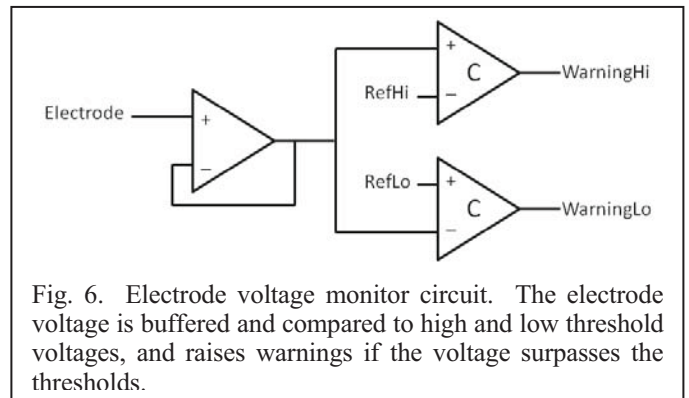 +
C
WarningHi
RefHi
−
Electrode
+
−
RefLo
+
C
WarningLo
−
Fig. 6. Electrode voltage monitor circuit. The electrode
voltage is buffered and compared to high and low threshold
voltages, and raises warnings if the voltage surpasses the
thresholds.